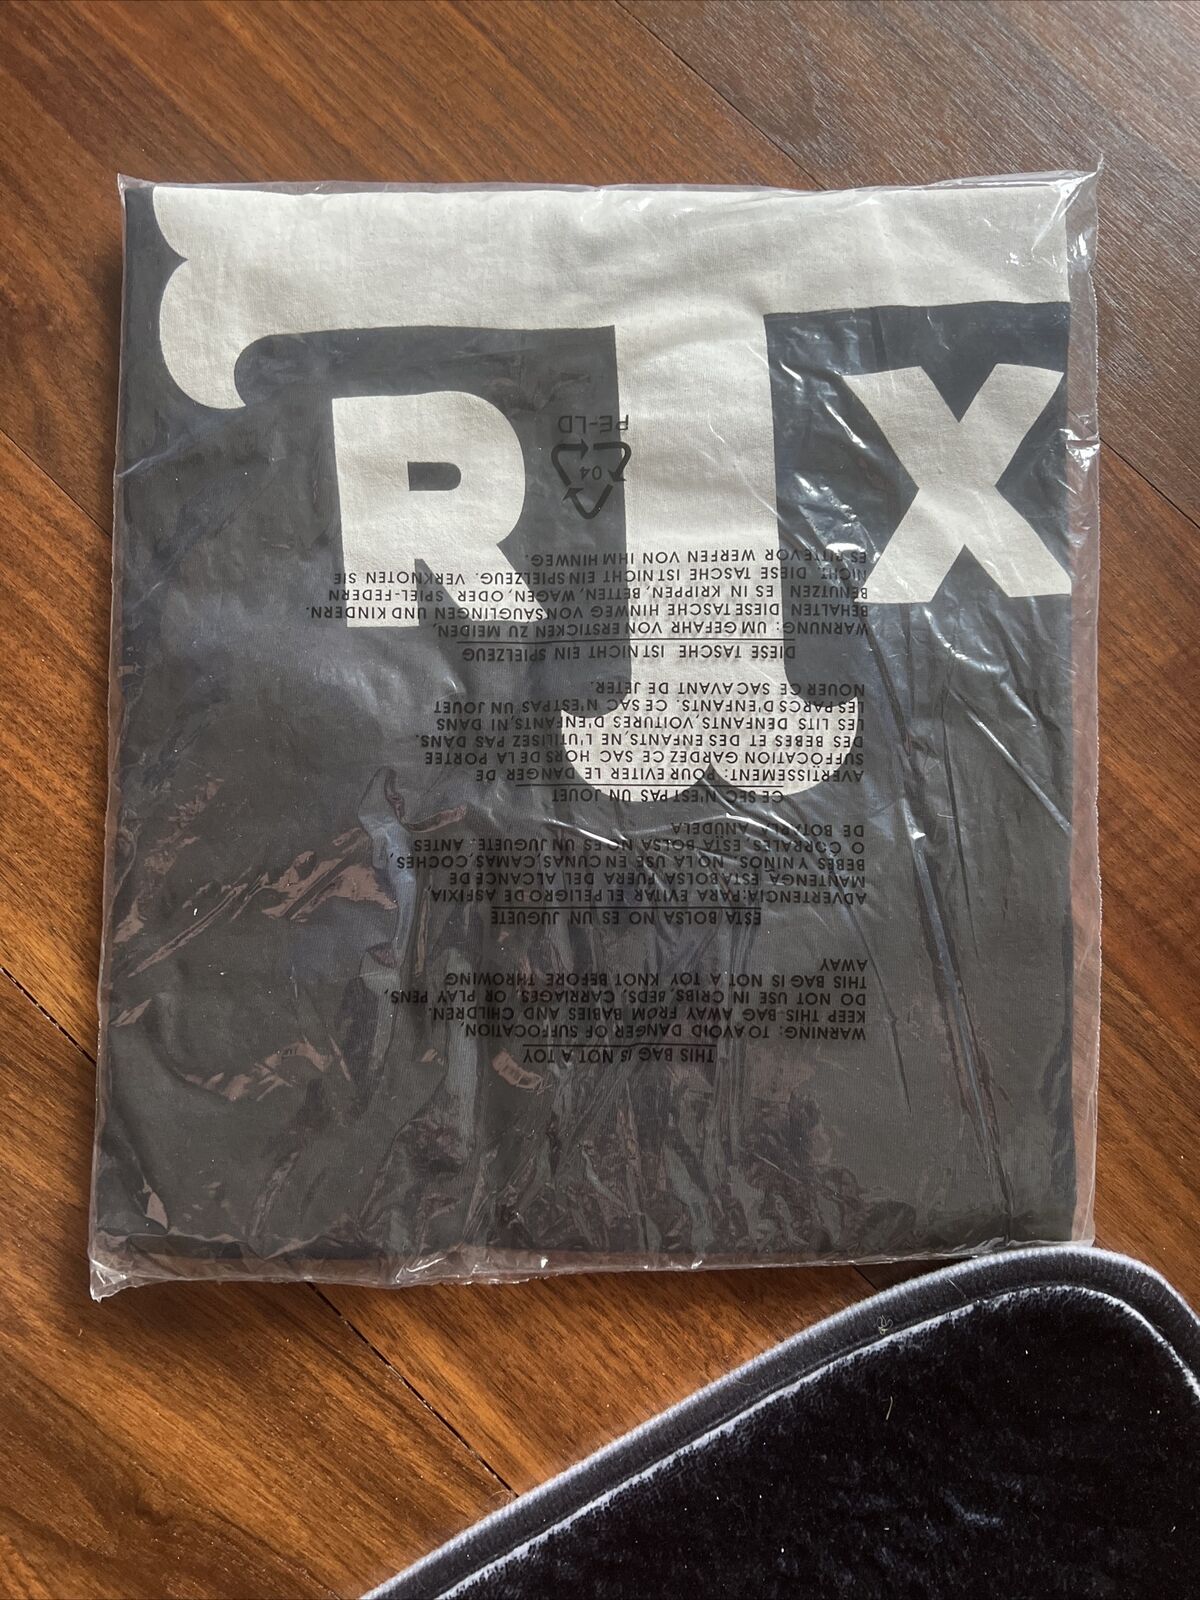 RTX
THIS BAG IS NOT A TOY
WARNING: TO AVOID DANGER OF SUFFOCATION,
KEEP THIS BAG AWAY FROM BABIES AND CHILDREN.
DO NOT USE IN CRIBS, BEDS, CARRIAGES, OR PLAY PENS,
THIS BAG IS NOT A TOY KNOT BEFORE THROWING
AWAY
ESTA BOLSA NO ES UN JUGUETE
ADVERTENCIA: PARA EVITAR EL PELIGRO DE ASFIXIA
MANTENGA ESTA BOLSA FUERA DEL ALCANCE DE
BEBES Y NIÑOS. NO LA USE EN CUNAS, CAMAS, COCHES,
O CORRALES, ESTA BOLSA NO ES UN JUGUETE. ANTES
DE BOTARLA ANUDELA
CE SEC N'EST PAS UN JOUET
AVERTISSEMENT: POUR EVITER LE DANGER DE
SUFFOCATION GARDEZ CE SAC HORS DE LA PORTEE
DES BEBES ET DES ENFANTS, NE L'UTILISEZ PAS DANS.
LES LITS DENFANTS, VOITURES D'ENFANTS, NI DANS
LES PARCS D'ENFANTS. CE SAC N'EST PAS UN JOUET
NOUER CE SAC AVANT DE JETER.
DIESE TASCHE IST NICHT EIN SPIELZEUG
WARNUNG: UM GEFAHR VON ERSTICKEN ZU MEIDEN,
BEHALTEN DIESE TASCHE HINWEG VON SAUGLINGEN UND KINDERN.
BENUTZEN ES IN KRIPPEN, BETTEN, WAGEN, ODER SPIEL-FEDERN
NICHT. DIESE TASCHE IST NICHT EIN SPIELZEUG. VERKNOTEN SIE
ES BITTE VOR WERFEN VON IHM HINWEG.
04
PE-LD